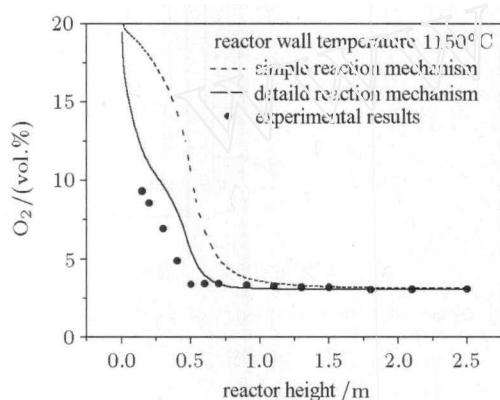 20
15
10
5
0
O₂/(vol.%)
reactor wall temperature 1150°C
simple reaction mechanism
detaild reaction mechanism
experimental results
0.0 0.5 1.0 1.5 2.0 2.5
reactor height /m